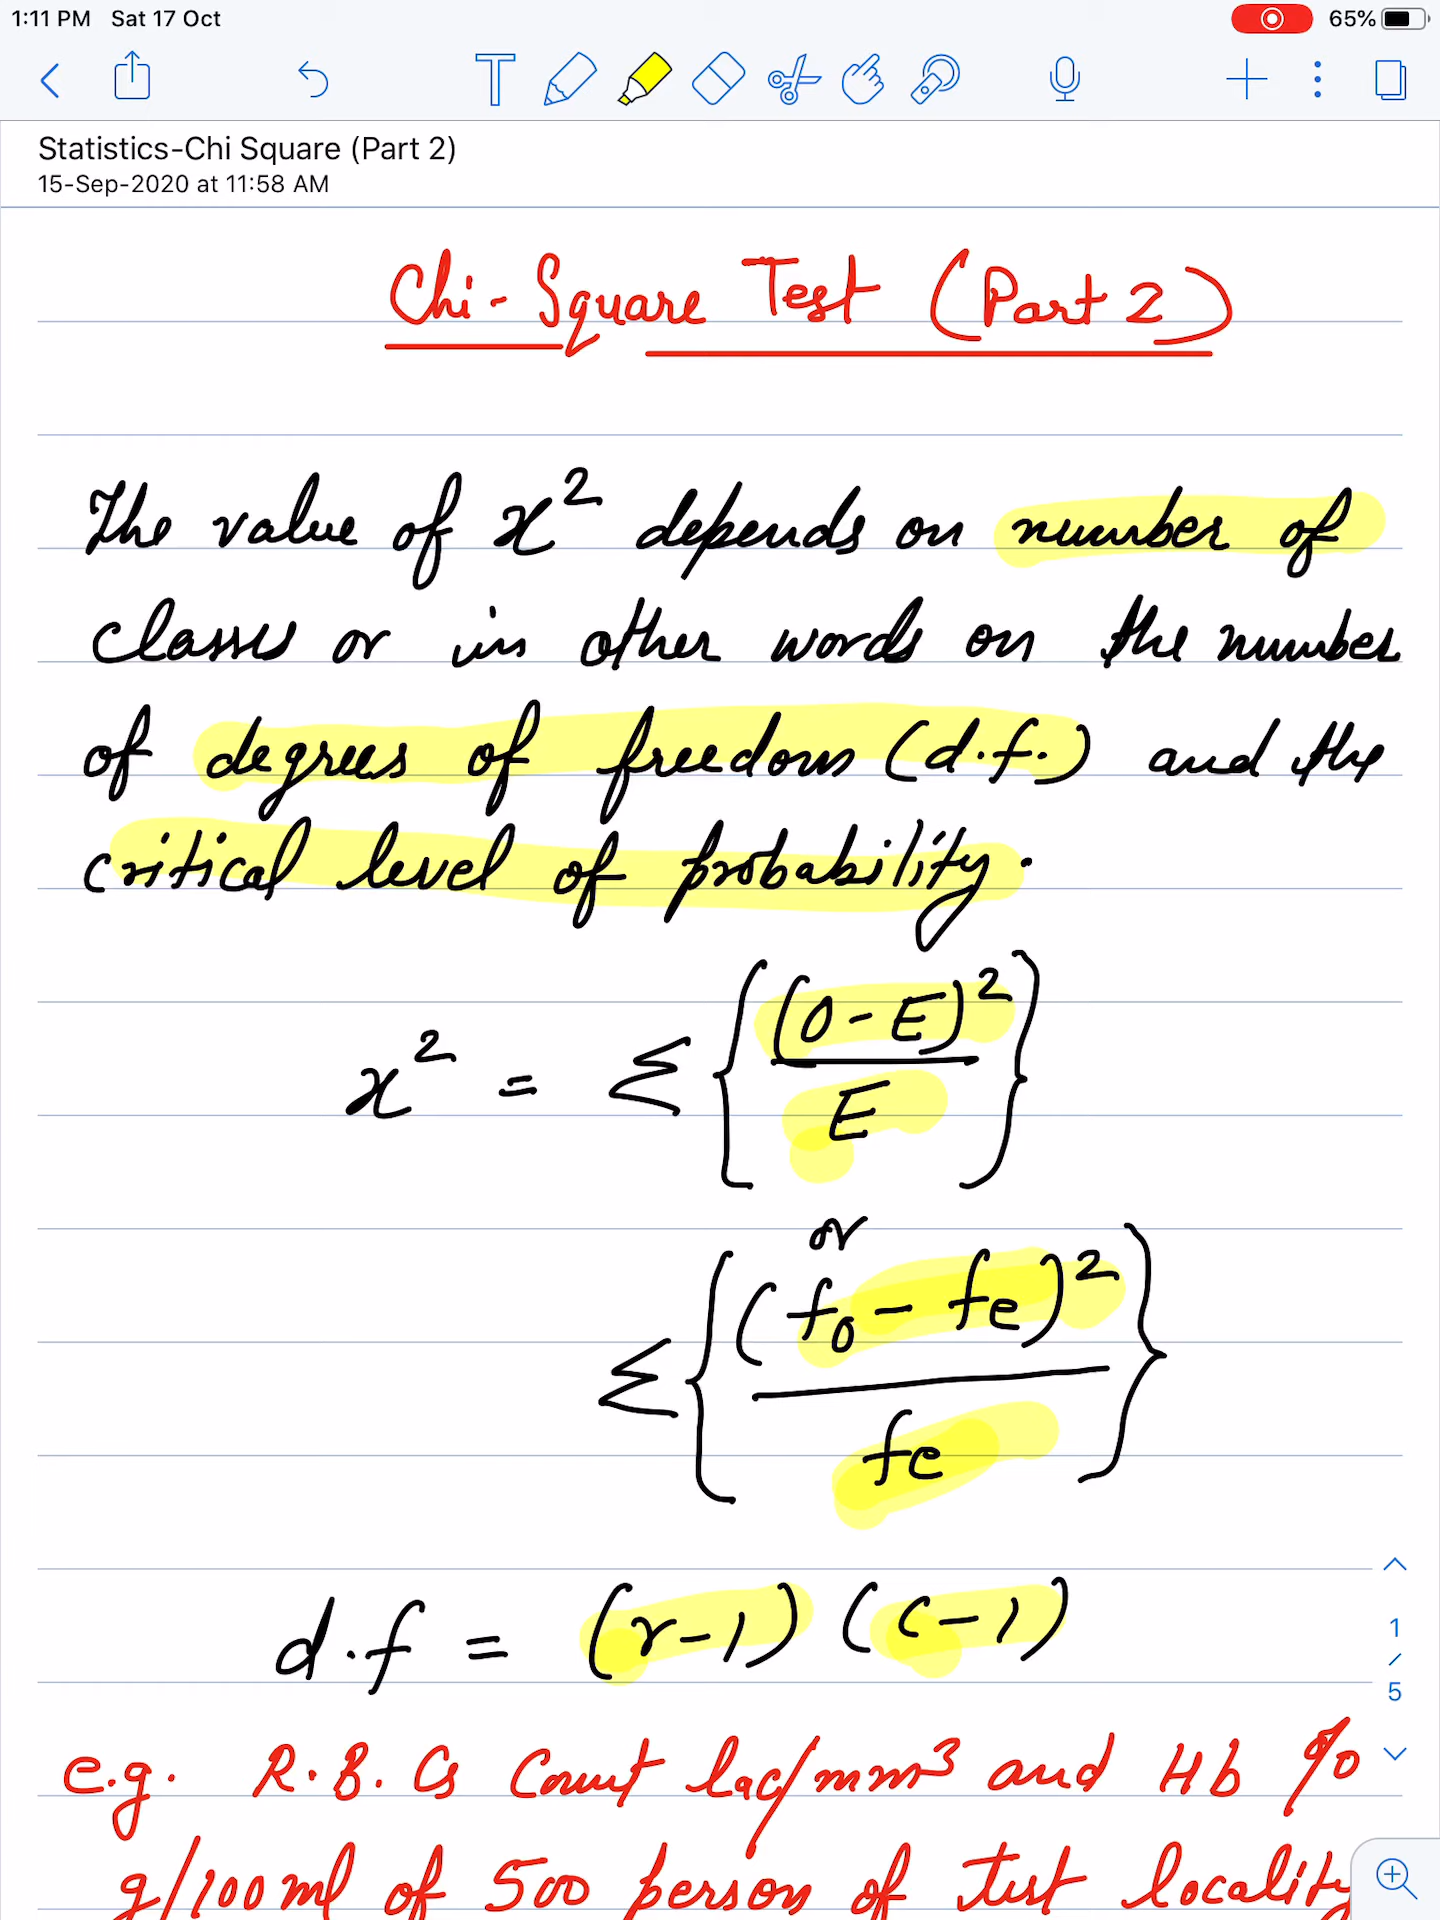 1:11 PM Sat 17 Oct 65%
Statistics-Chi Square (Part 2)
15-Sep-2020 at 11:58 AM
Chi-Square Test (Part 2)
The value of x² depends on number of
classes or in other words on the number
of degrees of freedom (d.f.) and the
critical level of probability.
x² = Σ{(O-E)²/E}
or
Σ{(fo-fe)²/fe}
d.f = (r-1) (c-1)
1/5
e.g. R.B.Cs Count lac/mm³ and Hb %
g/100ml of 500 person of test locality